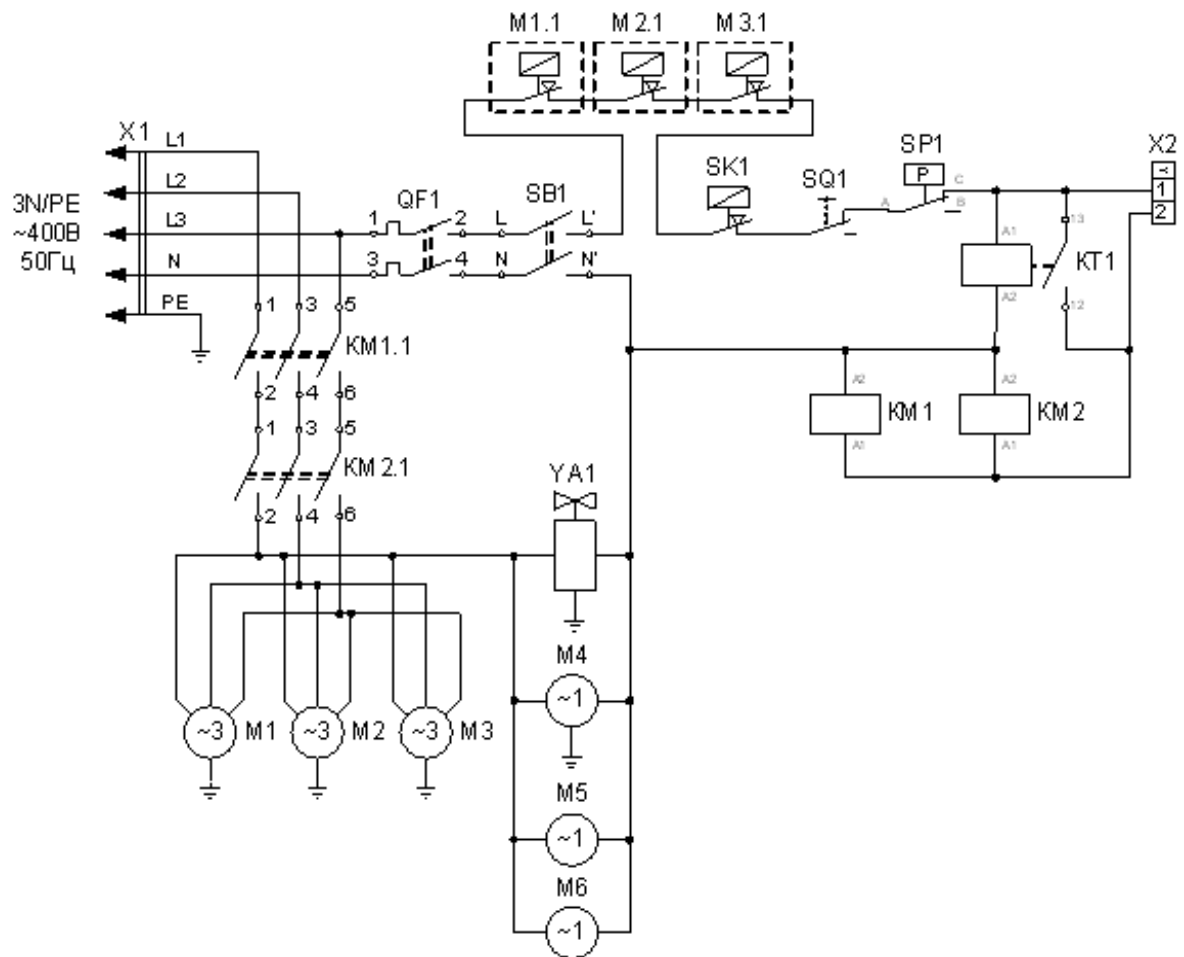 M1.1 M2.1 M3.1
X1
L1
L2
L3
N
PE
3N/PE
~400В
50Гц
QF1
1 2
3 4
SB1
L L'
N N'
SK1
SQ1
SP1
P
A
C
B
X2
1
2
A1
A2
13
KT1
12
1 3 5
KM1.1
2 4 6
1 3 5
KM2.1
2 4 6
A2
KM1
A1
A2
KM2
A1
YA1
M4
~1
~3 M1
~3 M2
~3 M3
M5
~1
M6
~1